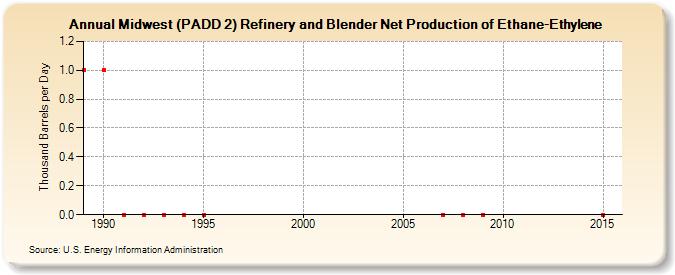 Annual Midwest (PADD 2) Refinery and Blender Net Production of Ethane-Ethylene
Thousand Barrels per Day
1.2
1.0
0.8
0.6
0.4
0.2
0.0
1990 1995 2000 2005 2010 2015
Source: U.S. Energy Information Administration